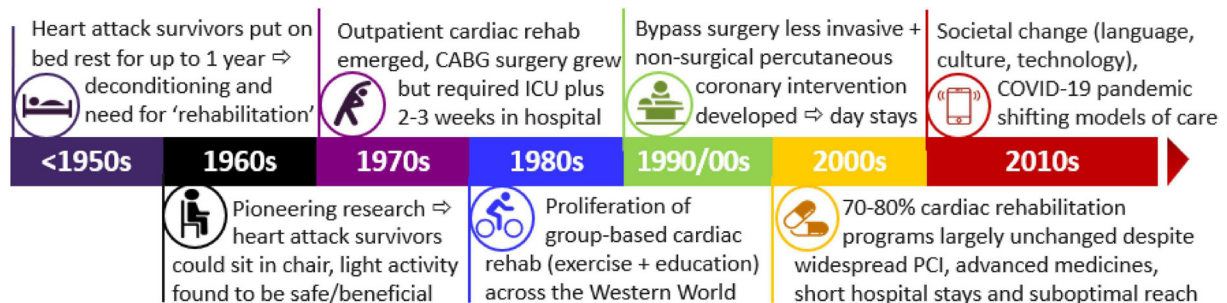 Heart attack survivors put on
bed rest for up to 1 year ⇨
deconditioning and
need for ‘rehabilitation’
Outpatient cardiac rehab
emerged, CABG surgery grew
but required ICU plus
2-3 weeks in hospital
Bypass surgery less invasive +
non-surgical percutaneous
coronary intervention
developed ⇨ day stays
Societal change (language,
culture, technology),
COVID-19 pandemic
shifting models of care
<1950s 1960s 1970s 1980s 1990/00s 2000s 2010s
Pioneering research ⇨
heart attack survivors
could sit in chair, light activity
found to be safe/beneficial
Proliferation of
group-based cardiac
rehab (exercise + education)
across the Western World
70-80% cardiac rehabilitation
programs largely unchanged despite
widespread PCI, advanced medicines,
short hospital stays and suboptimal reach